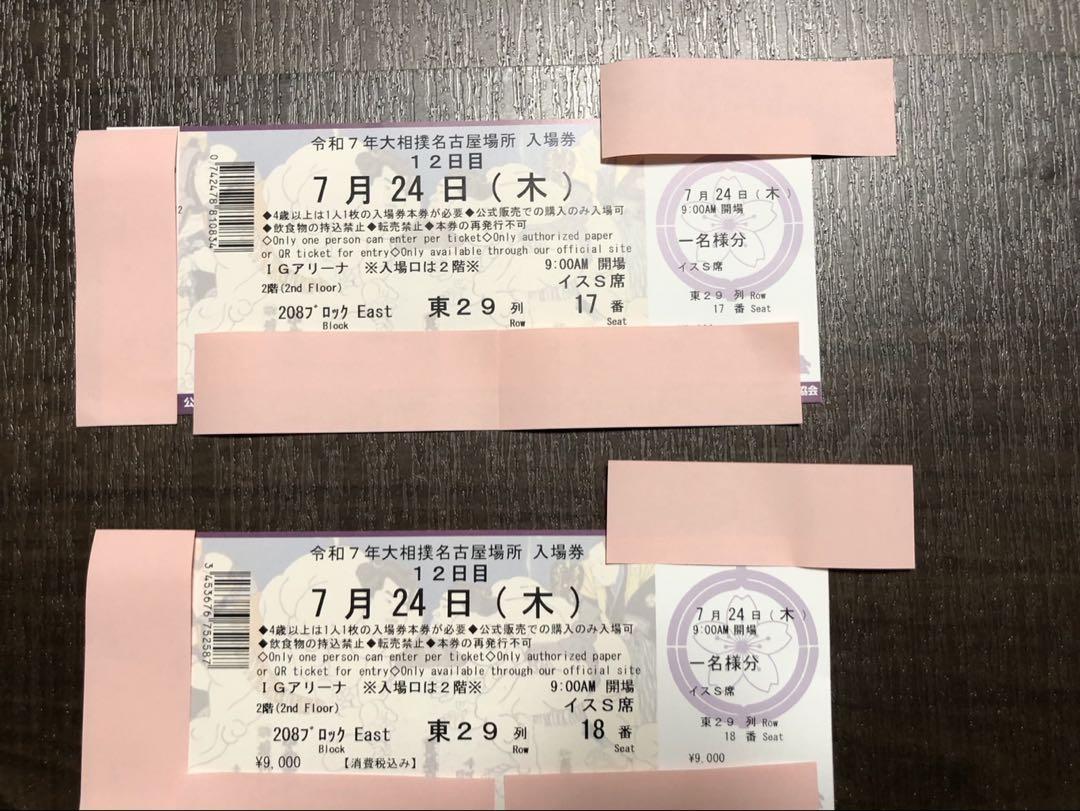 令和７年大相撲名古屋場所 入場券
１２日目
７月24日(木)
◆4歳以上は1人1枚の入場券本券が必要◆公式販売での購入のみ入場可
◆飲食物の持込禁止◆転売禁止◆本券の再発行不可
◇Only one person can enter per ticket◇Only authorized paper
or QR ticket for entry◇Only available through our official site
ＩＧアリーナ ※入場口は２階※ 9:00AM 開場
2階(2nd Floor) イスＳ席
208ﾌﾞﾛｯｸ East 東２９ 列 17 番
Block Row Seat
7月24日(木)
9:00AM 開場
一名様分
イスＳ席
東２９ 列 Row
17 番 Seat
2
公
協会
令和７年大相撲名古屋場所 入場券
１２日目
７月24日(木)
◆4歳以上は1人1枚の入場券本券が必要◆公式販売での購入のみ入場可
◆飲食物の持込禁止◆転売禁止◆本券の再発行不可
◇Only one person can enter per ticket◇Only authorized paper
or QR ticket for entry◇Only available through our official site
ＩＧアリーナ ※入場口は２階※ 9:00AM 開場
2階(2nd Floor) イスＳ席
208ﾌﾞﾛｯｸ East 東２９ 列 18 番
Block Row Seat
¥9,000 【消費税込み】
3 453676 752587
7月24日(木)
9:00AM 開場
一名様分
イスＳ席
東２９ 列 Row
18 番 Seat
¥9,000